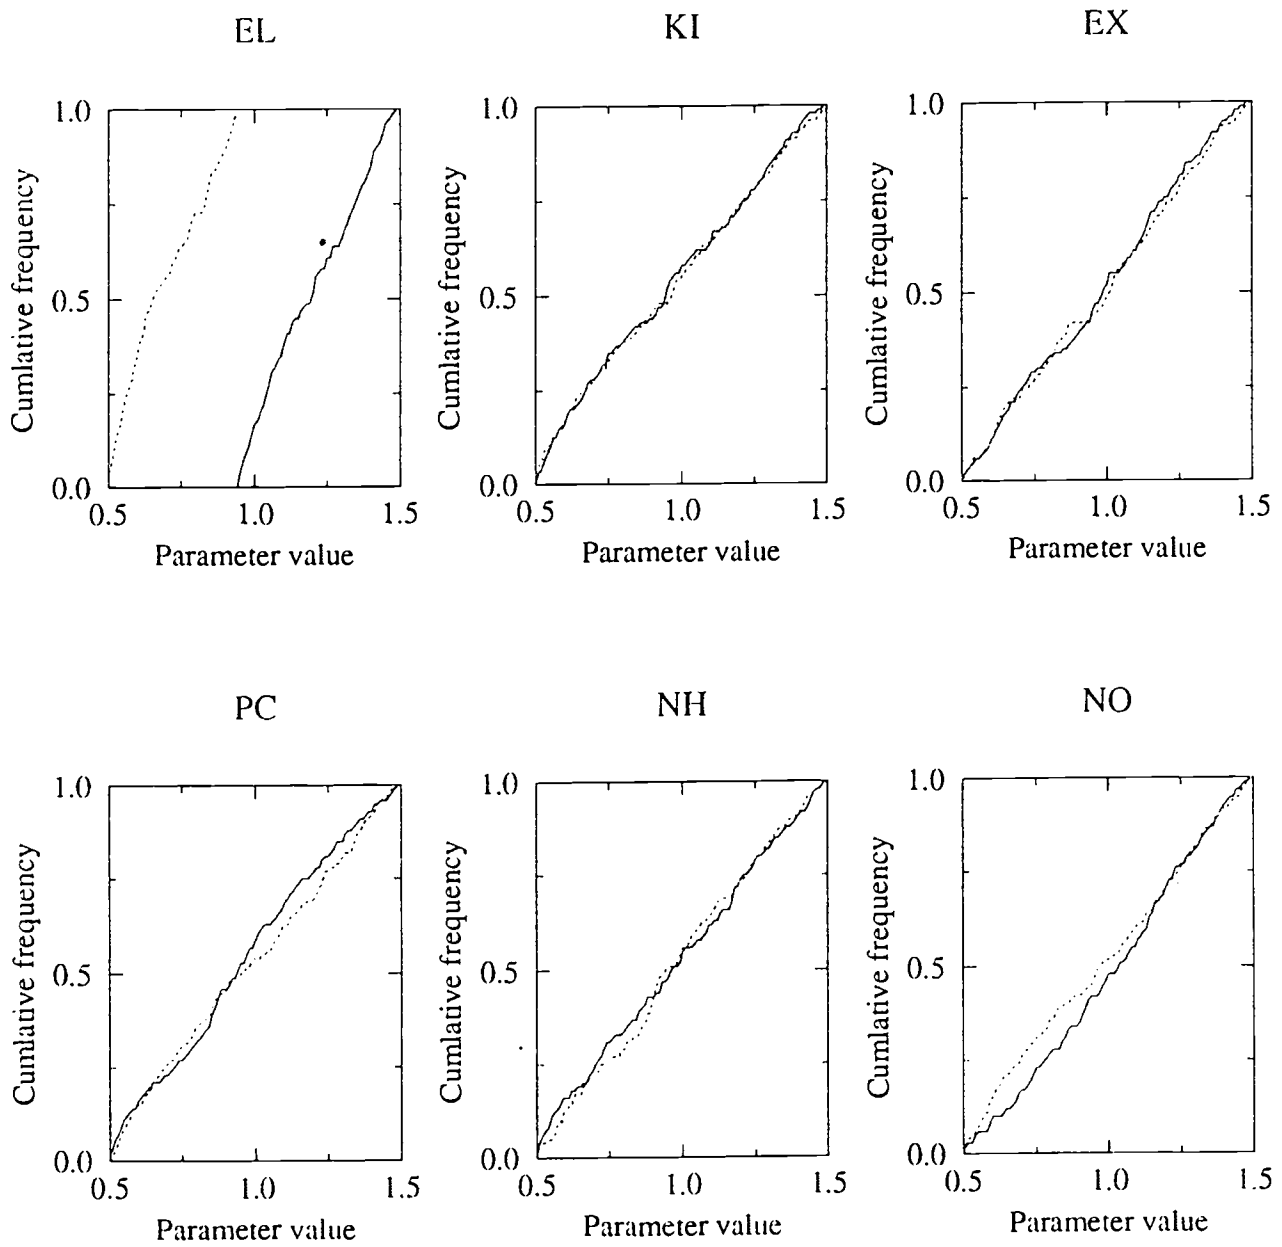 EL KI EX
1.0 1.0 1.0
Cumlative frequency Cumlative frequency Cumlative frequency
0.5 0.5 0.5
0.0 0.0 0.0
0.5 1.0 1.5 0.5 1.0 1.5 0.5 1.0 1.5
Parameter value Parameter value Parameter value
PC NH NO
1.0 1.0 1.0
Cumlative frequency Cumlative frequency Cumlative frequency
0.5 0.5 0.5
0.0 0.0 0.0
0.5 1.0 1.5 0.5 1.0 1.5 0.5 1.0 1.5
Parameter value Parameter value Parameter value